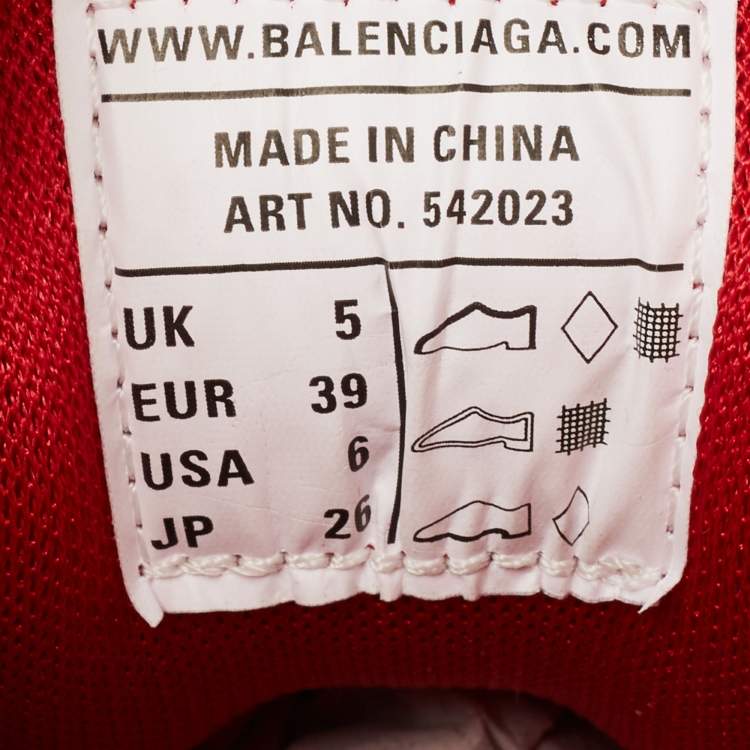 WWW.BALENCIAGA.COM
MADE IN CHINA
ART NO. 542023
UK 5
EUR 39
USA 6
JP 26